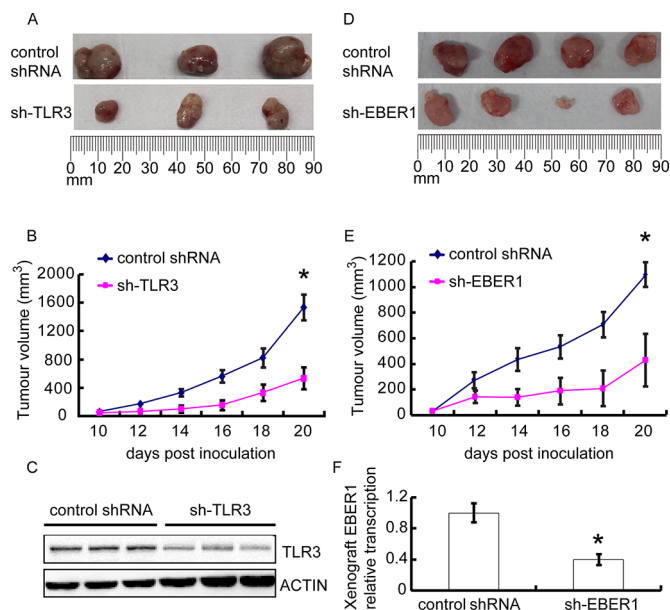 A
control
shRNA
sh-TLR3
0 10 20 30 40 50 60 70 80 90
mm
D
control
shRNA
sh-EBER1
0 10 20 30 40 50 60 70 80 90
mm
B
control shRNA
sh-TLR3
*
Tumour volume (mm3)
2000
1600
1200
800
400
0
10 12 14 16 18 20
days post inoculation
E
control shRNA
sh-EBER1
*
Tumour volume (mm3)
1200
1000
800
600
400
200
0
10 12 14 16 18 20
days post inoculation
C
control shRNA sh-TLR3
TLR3
ACTIN
F
Xenograft EBER1
relative transcription
1.2
0.8
0.4
0
*
control shRNA sh-EBER1